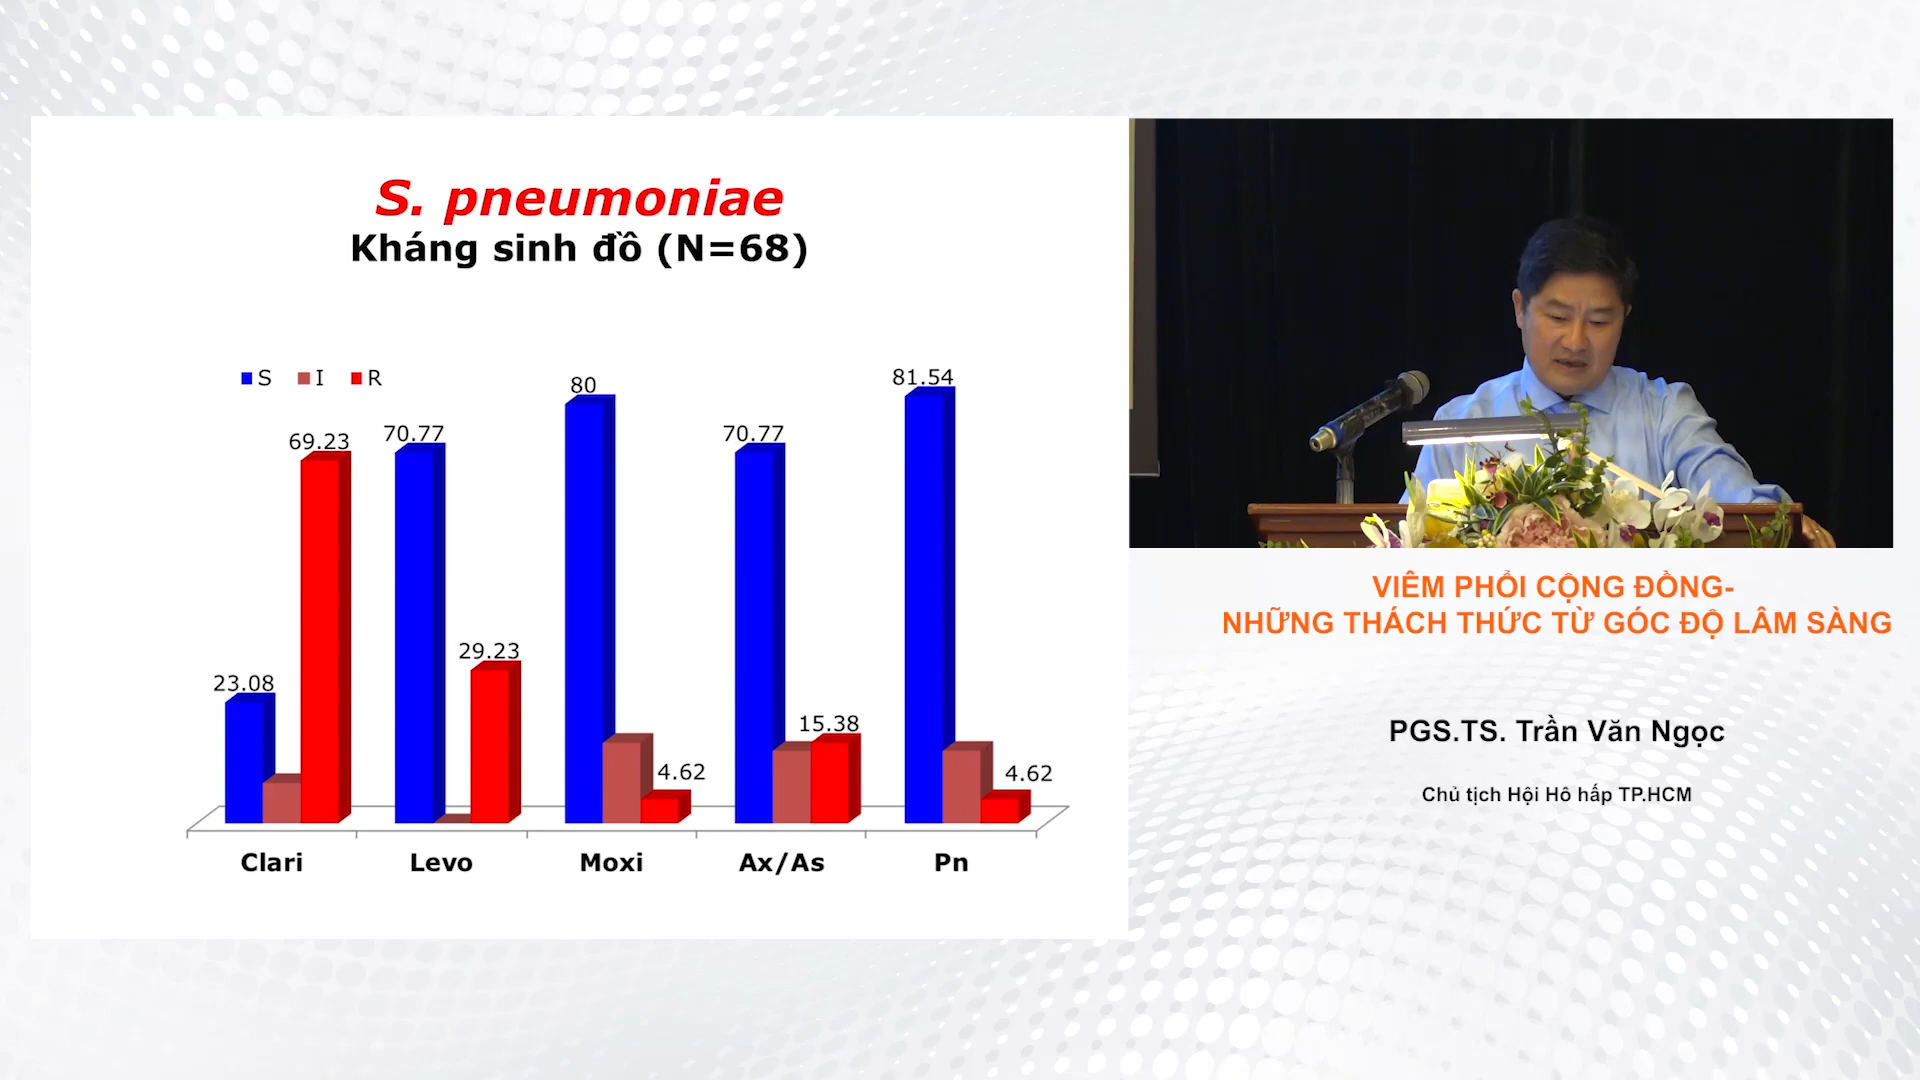 S. pneumoniae
Kháng sinh đồ (N=68)
S I R
23.08
69.23
70.77
29.23
80
4.62
70.77
15.38
81.54
4.62
Clari Levo Moxi Ax/As Pn
VIÊM PHỔI CỘNG ĐỒNG-
NHỮNG THÁCH THỨC TỪ GÓC ĐỘ LÂM SÀNG
PGS.TS. Trần Văn Ngọc
Chủ tịch Hội Hô hấp TP.HCM